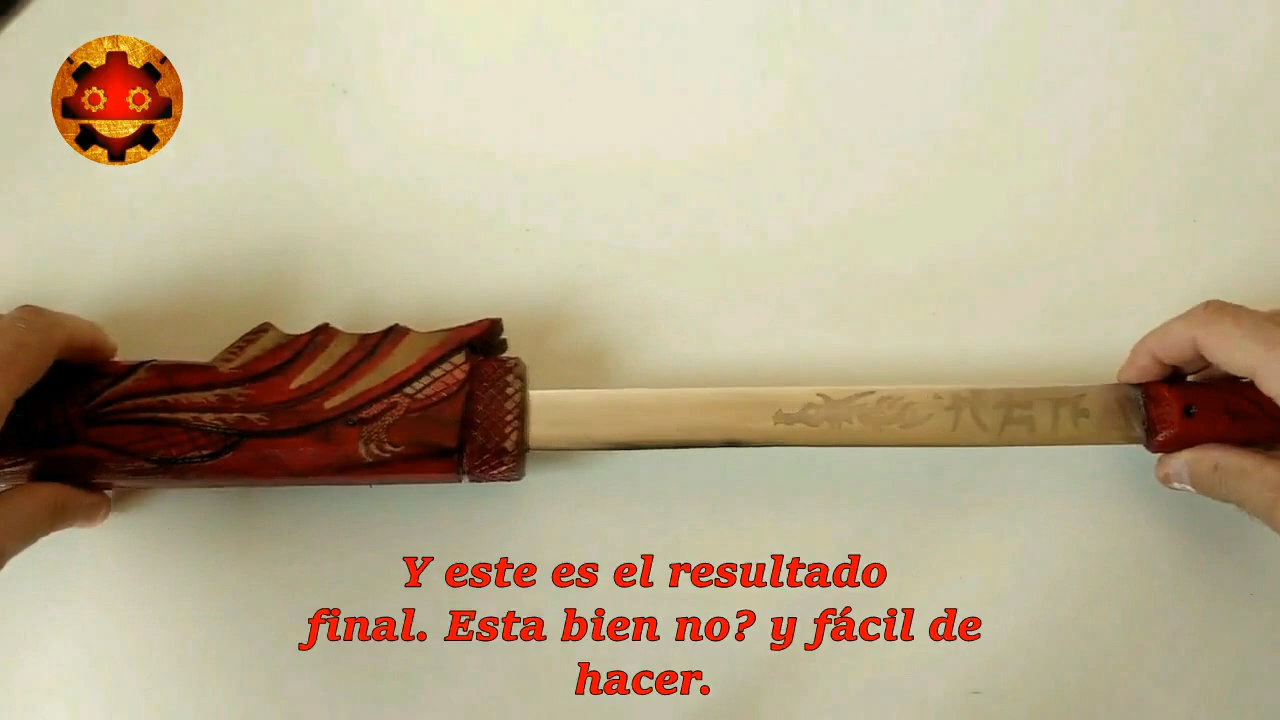 Y este es el resultado
final. Esta bien no? y fácil de
hacer.